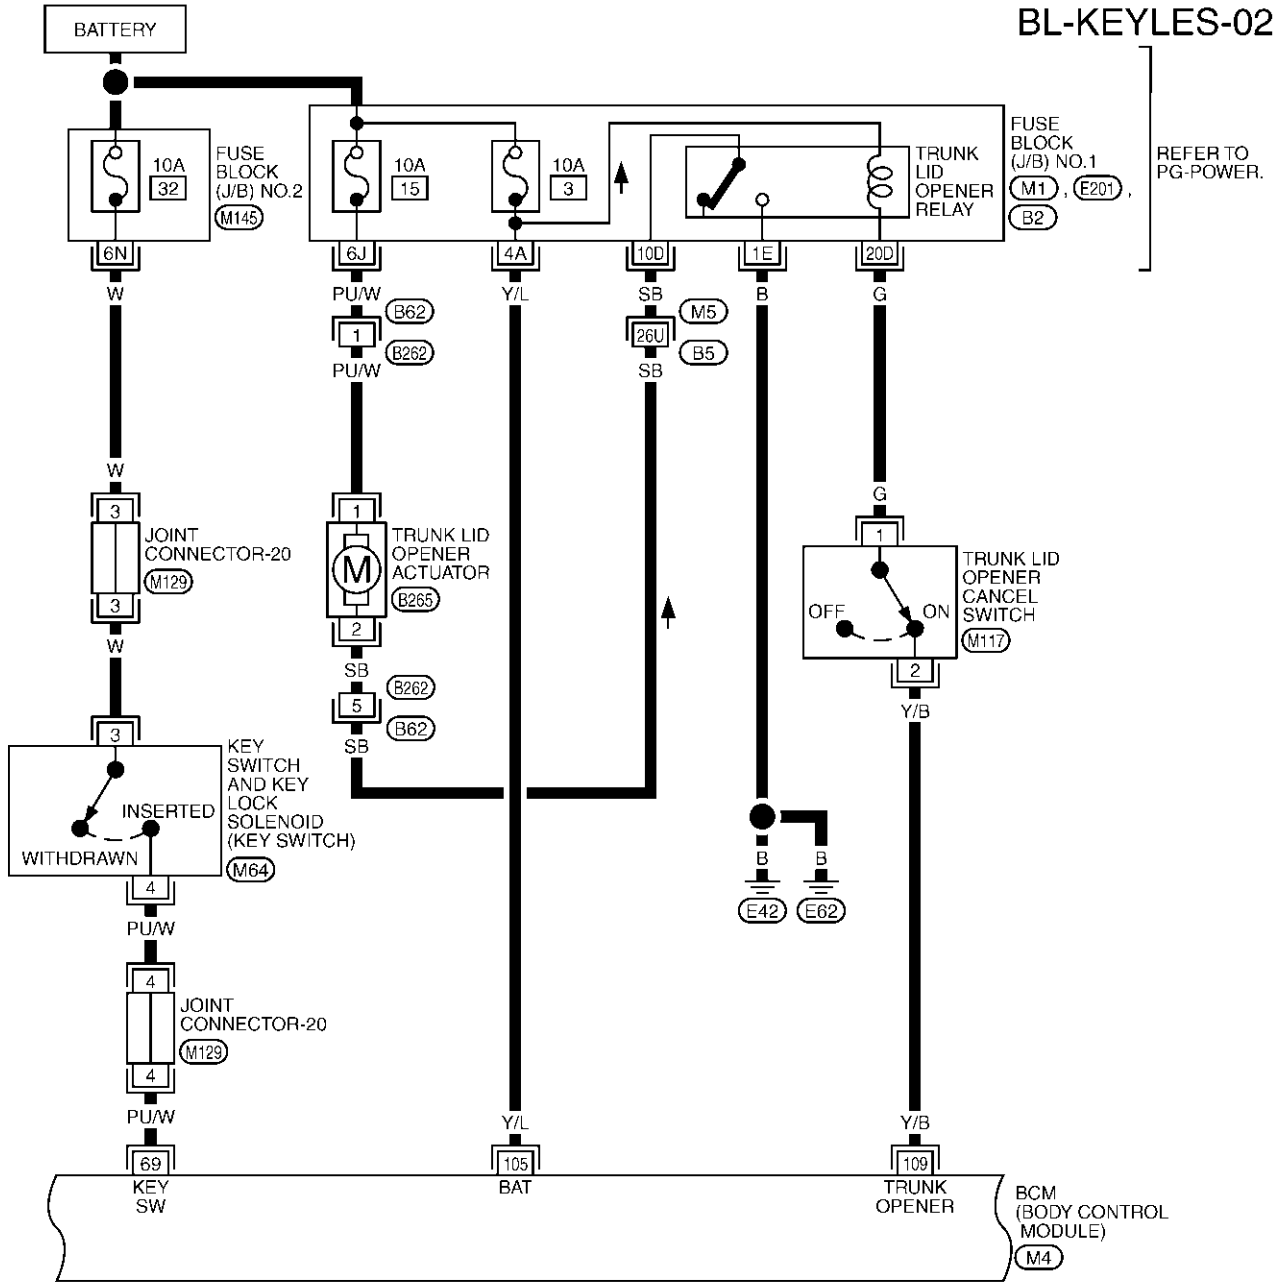 BL-KEYLES-02
BATTERY
10A
32
FUSE
BLOCK
(J/B) NO.2
M145
10A
15
10A
3
TRUNK
LID
OPENER
RELAY
FUSE
BLOCK
(J/B) NO.1
M1 , E201 ,
B2
REFER TO
PG-POWER.
6N
6J
4A
10D
1E
20D
W
PU/W
Y/L
SB
B
G
B62
1
B262
PU/W
M5
26U
B5
SB
W
G
3
JOINT
CONNECTOR-20
M129
3
W
1
TRUNK LID
OPENER
ACTUATOR
M
B265
2
SB
B262
5
B62
SB
1
TRUNK LID
OPENER
CANCEL
SWITCH
OFF
ON
M117
2
Y/B
3
KEY
SWITCH
AND KEY
LOCK
SOLENOID
(KEY SWITCH)
INSERTED
WITHDRAWN
M64
4
PU/W
B
B
E42
E62
4
JOINT
CONNECTOR-20
M129
4
PU/W
Y/L
Y/B
69
105
109
KEY
SW
BAT
TRUNK
OPENER
BCM
(BODY CONTROL
MODULE)
M4